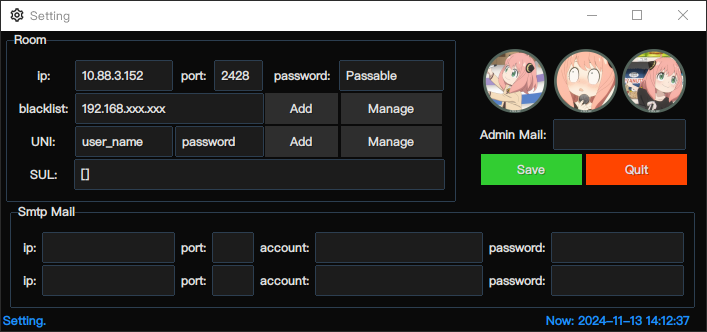 Setting
Room
ip: 10.88.3.152 port: 2428 password: Passable
blacklist: 192.168.xxx.xxx Add Manage
UNI: user_name password Add Manage
SUL: []
Admin Mail:
Save Quit
Smtp Mail
ip: port: account: password:
ip: port: account: password:
Setting. Now: 2024-11-13 14:12:37